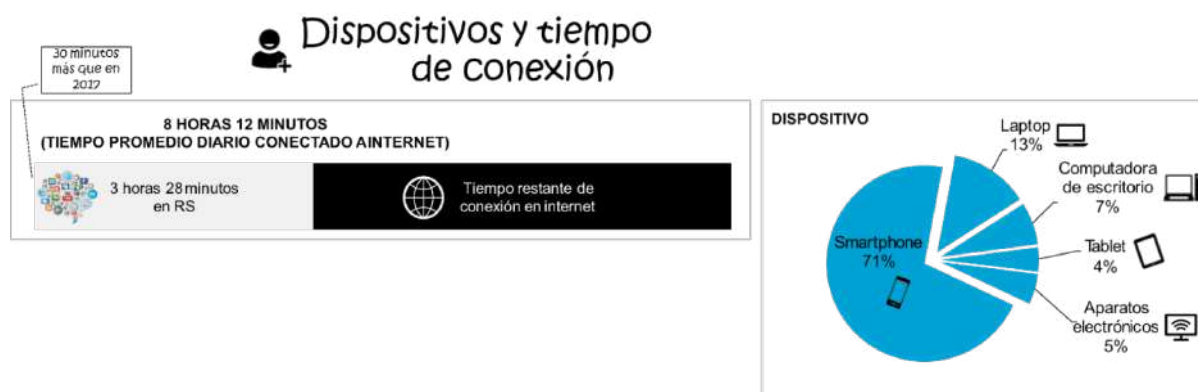 Dispositivos y tiempo
de conexión
30 minutos
más que en
2017
8 HORAS 12 MINUTOS
(TIEMPO PROMEDIO DIARIO CONECTADO AINTERNET)
3 horas 28 minutos
en RS
Tiempo restante de
conexión en internet
DISPOSITIVO
Laptop
13%
Computadora
de escritorio
7%
Smartphone
71%
Tablet
4%
Aparatos
electrónicos
5%